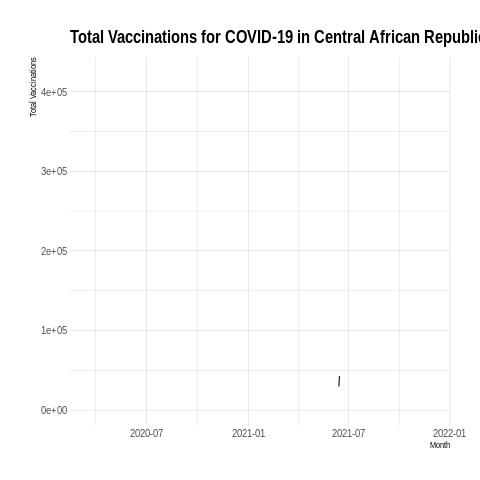 Total Vaccinations for COVID-19 in Central African Republi
Total Vaccinations
4e+05
3e+05
2e+05
1e+05
0e+00
2020-07 2021-01 2021-07 2022-01
Month